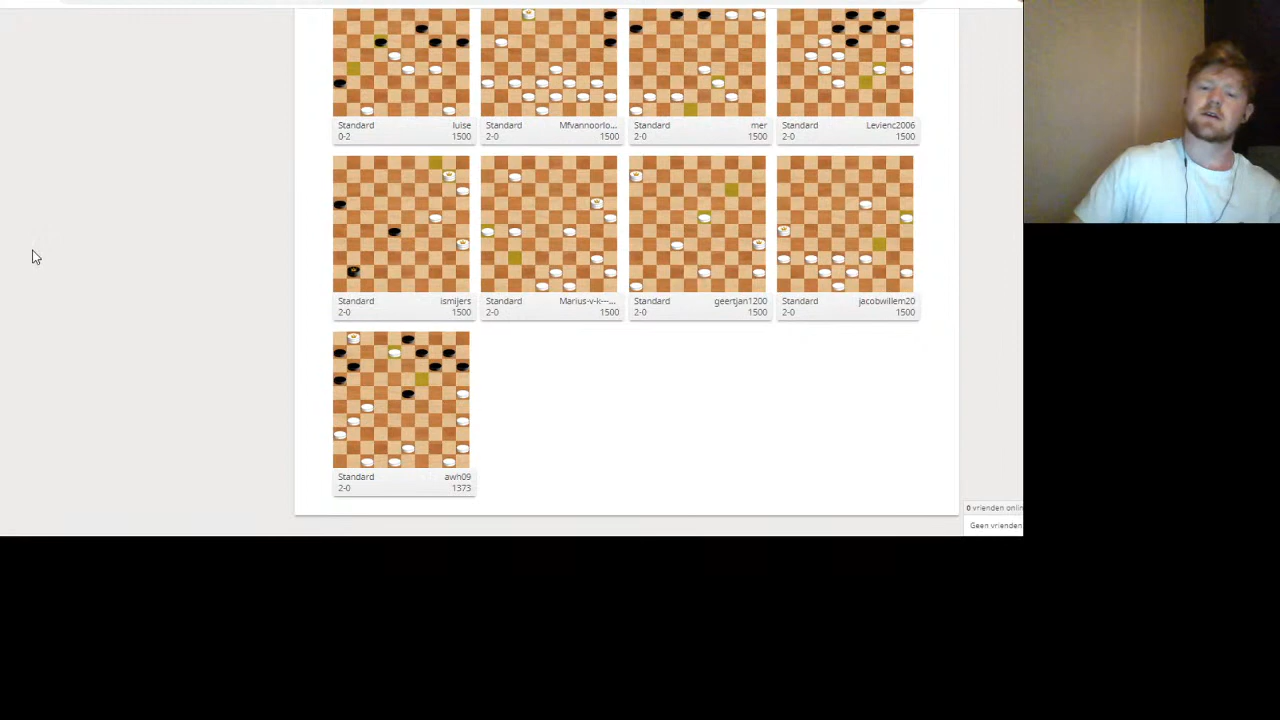 Standard luise
0-2 1500
Standard Mfvannoorlo...
2-0 1500
Standard mer
2-0 1500
Standard Levienc2006
2-0 1500
Standard ismijers
2-0 1500
Standard Marius-v-k---...
2-0 1500
Standard geertjan1200
2-0 1500
Standard jacobwillem20
2-0 1500
Standard awh09
2-0 1373
0 vrienden onlin
Geen vrienden